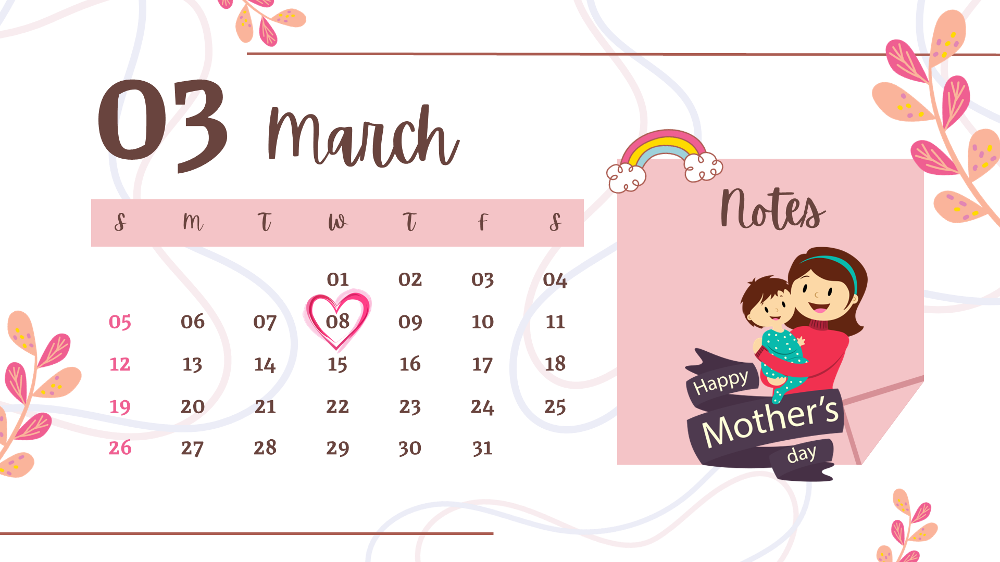 03 March
S M T W T F S
01 02 03 04
05 06 07 08 09 10 11
12 13 14 15 16 17 18
19 20 21 22 23 24 25
26 27 28 29 30 31
Notes
Happy
Mother's
day